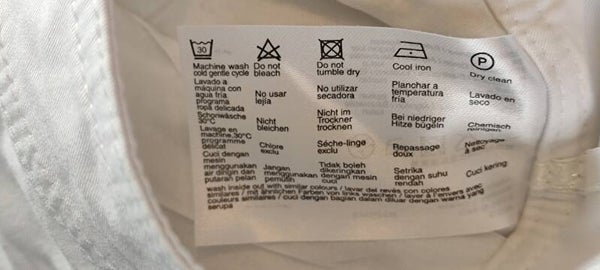 30
P
Machine wash
cold gentle cycle
Do not
bleach
Do not
tumble dry
Cool iron
Dry clean
Lavado a
máquina con
agua fría
programa
ropa delicada
No usar
lejía
No utilizar
secadora
Planchar a
temperatura
fría
Lavado en
seco
Schonwäsche
30°C
Nicht
bleichen
Nicht im
Trockner
trocknen
Bei niedriger
Hitze bügeln
Chemisch
reinigen
Lavage en
machine,30°C
programme
délicat
Chlore
exclu
Séche-linge
exclu
Repassage
doux
Nettoyage
à sec
Cuci dengan
mesin
menggunakan
air dingin dan
putaran pelan
Jangan
menggunakan
pemutih
Tidak boleh
dikeringkan
dengan mesin
Setrika
dengan suhu
rendah
Cuci kering
wash inside out with similar colours / lavar del revés con colores
similares / mit ähnlichen Farben von links waschen / laver à l'envers avec
couleurs similaires / cuci dengan bagian dalam diluar dengan warna yang
serupa